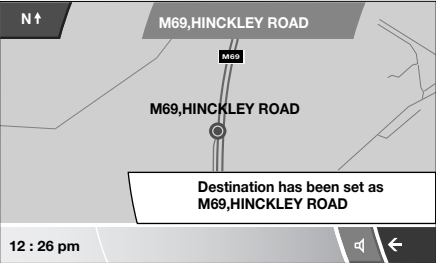 N
M69,HINCKLEY ROAD
M69
M69,HINCKLEY ROAD
Destination has been set as
M69,HINCKLEY ROAD
12 : 26 pm